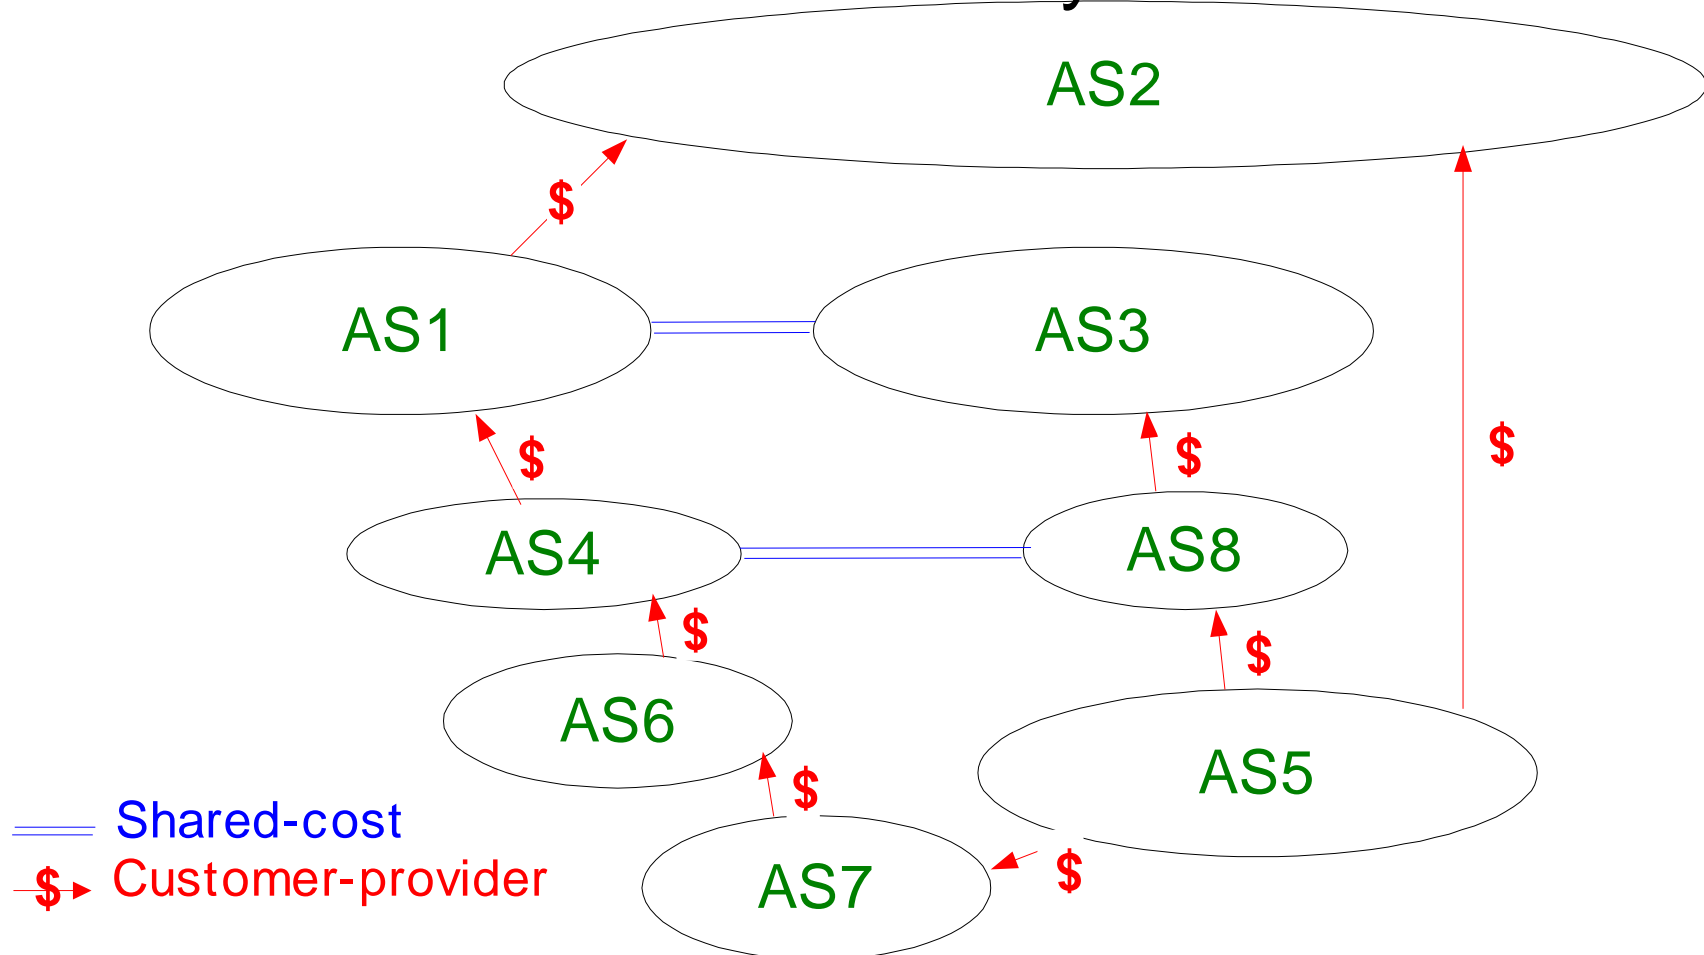 AS2
$
AS1
AS3
$
$
$
AS4
AS8
$
$
AS6
AS5
$
Shared-cost
$
$ Customer-provider
AS7